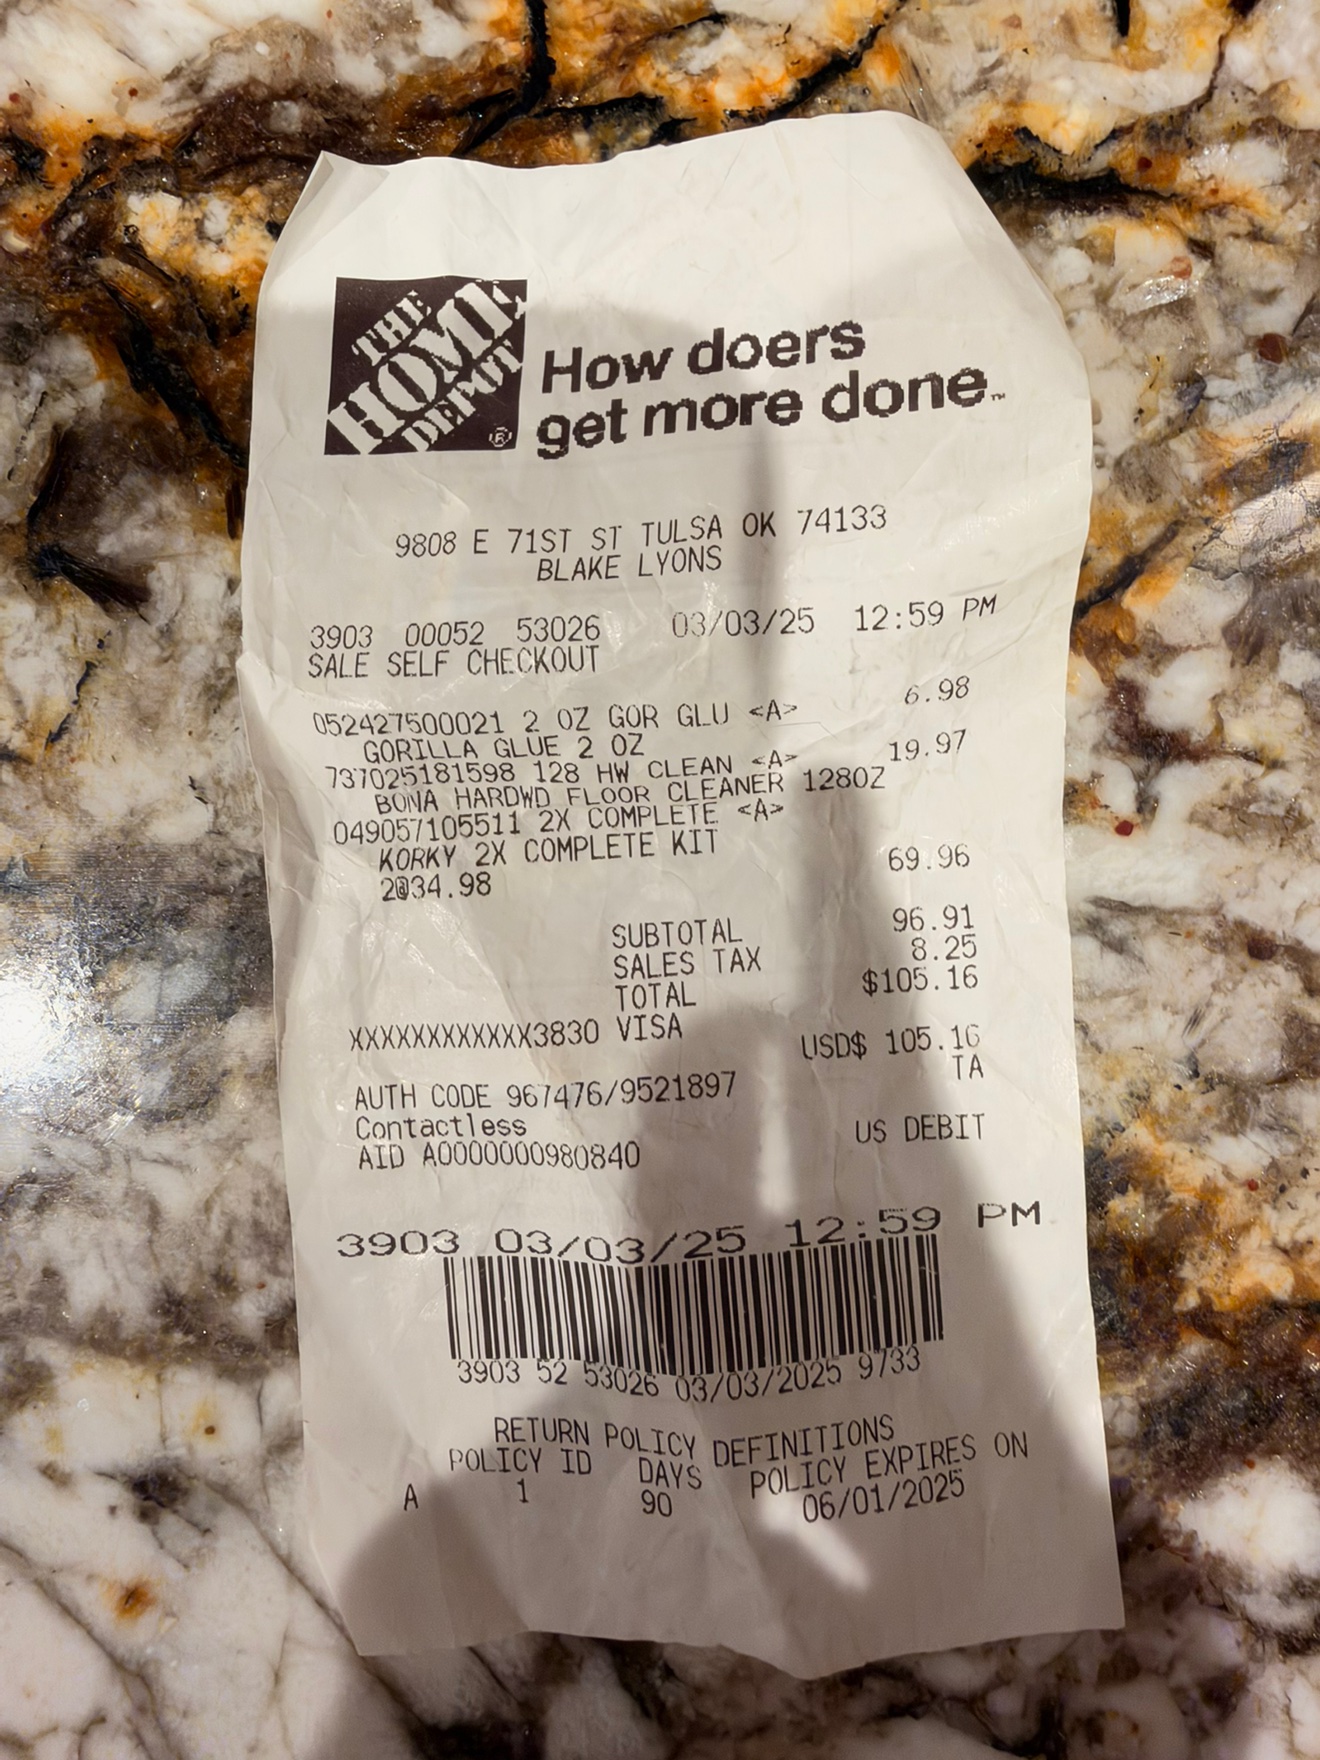 THE
HOME
DEPOT
®
How doers
get more done.™
9808 E 71ST ST TULSA OK 74133
BLAKE LYONS
3903 00052 53026 03/03/25 12:59 PM
SALE SELF CHECKOUT
052427500021 2 OZ GOR GLU <A> 6.98
GORILLA GLUE 2 OZ
737025181598 128 HW CLEAN <A> 19.97
BONA HARDWD FLOOR CLEANER 128OZ
049057105511 2X COMPLETE <A>
KORKY 2X COMPLETE KIT
2@34.98 69.96
SUBTOTAL 96.91
SALES TAX 8.25
TOTAL $105.16
XXXXXXXXXXXX3830 VISA
USD$ 105.16
AUTH CODE 967476/9521897 TA
Contactless
AID A0000000980840 US DEBIT
3903 03/03/25 12:59 PM
3903 52 53026 03/03/2025 9733
RETURN POLICY DEFINITIONS
POLICY ID DAYS POLICY EXPIRES ON
A 1 90 06/01/2025